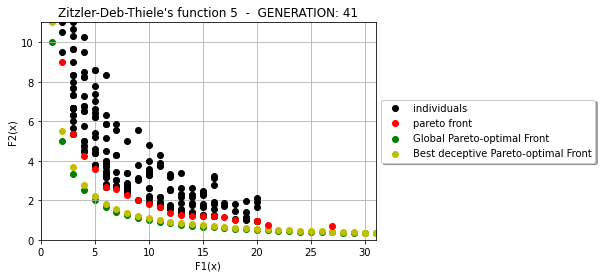 Zitzler-Deb-Thiele's function 5 - GENERATION: 41
10
8
6
4
2
0
F2(x)
0 5 10 15 20 25 30
F1(x)
individuals
pareto front
Global Pareto-optimal Front
Best deceptive Pareto-optimal Front